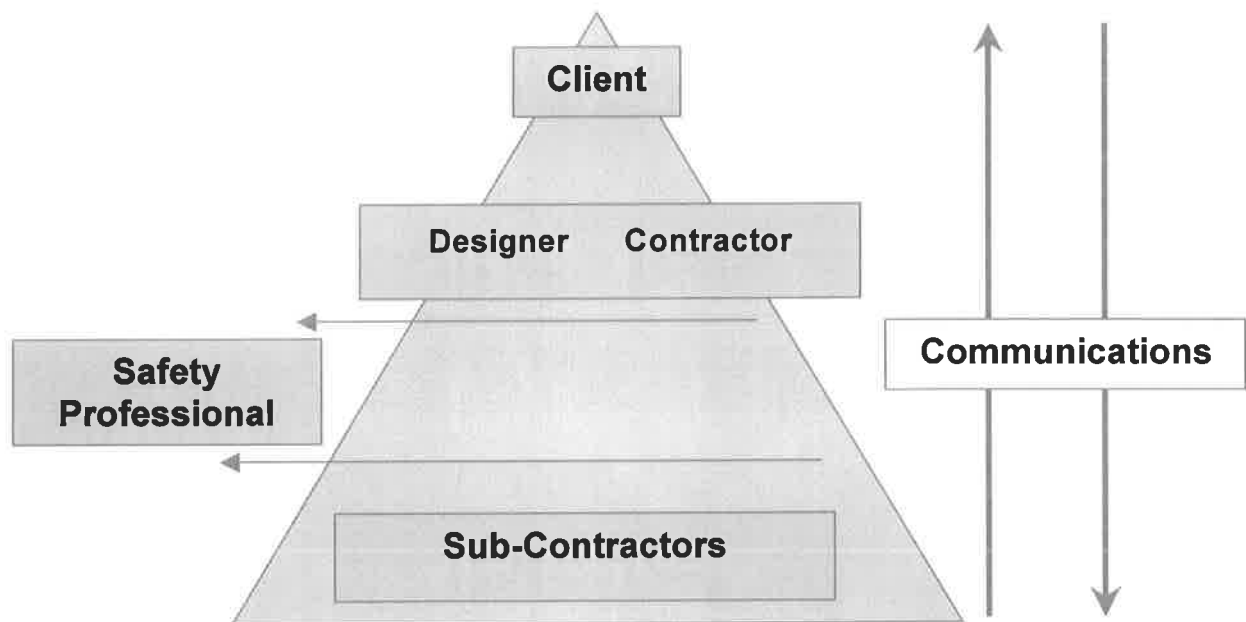 Client
Designer Contractor
Safety
Professional
Communications
Sub-Contractors